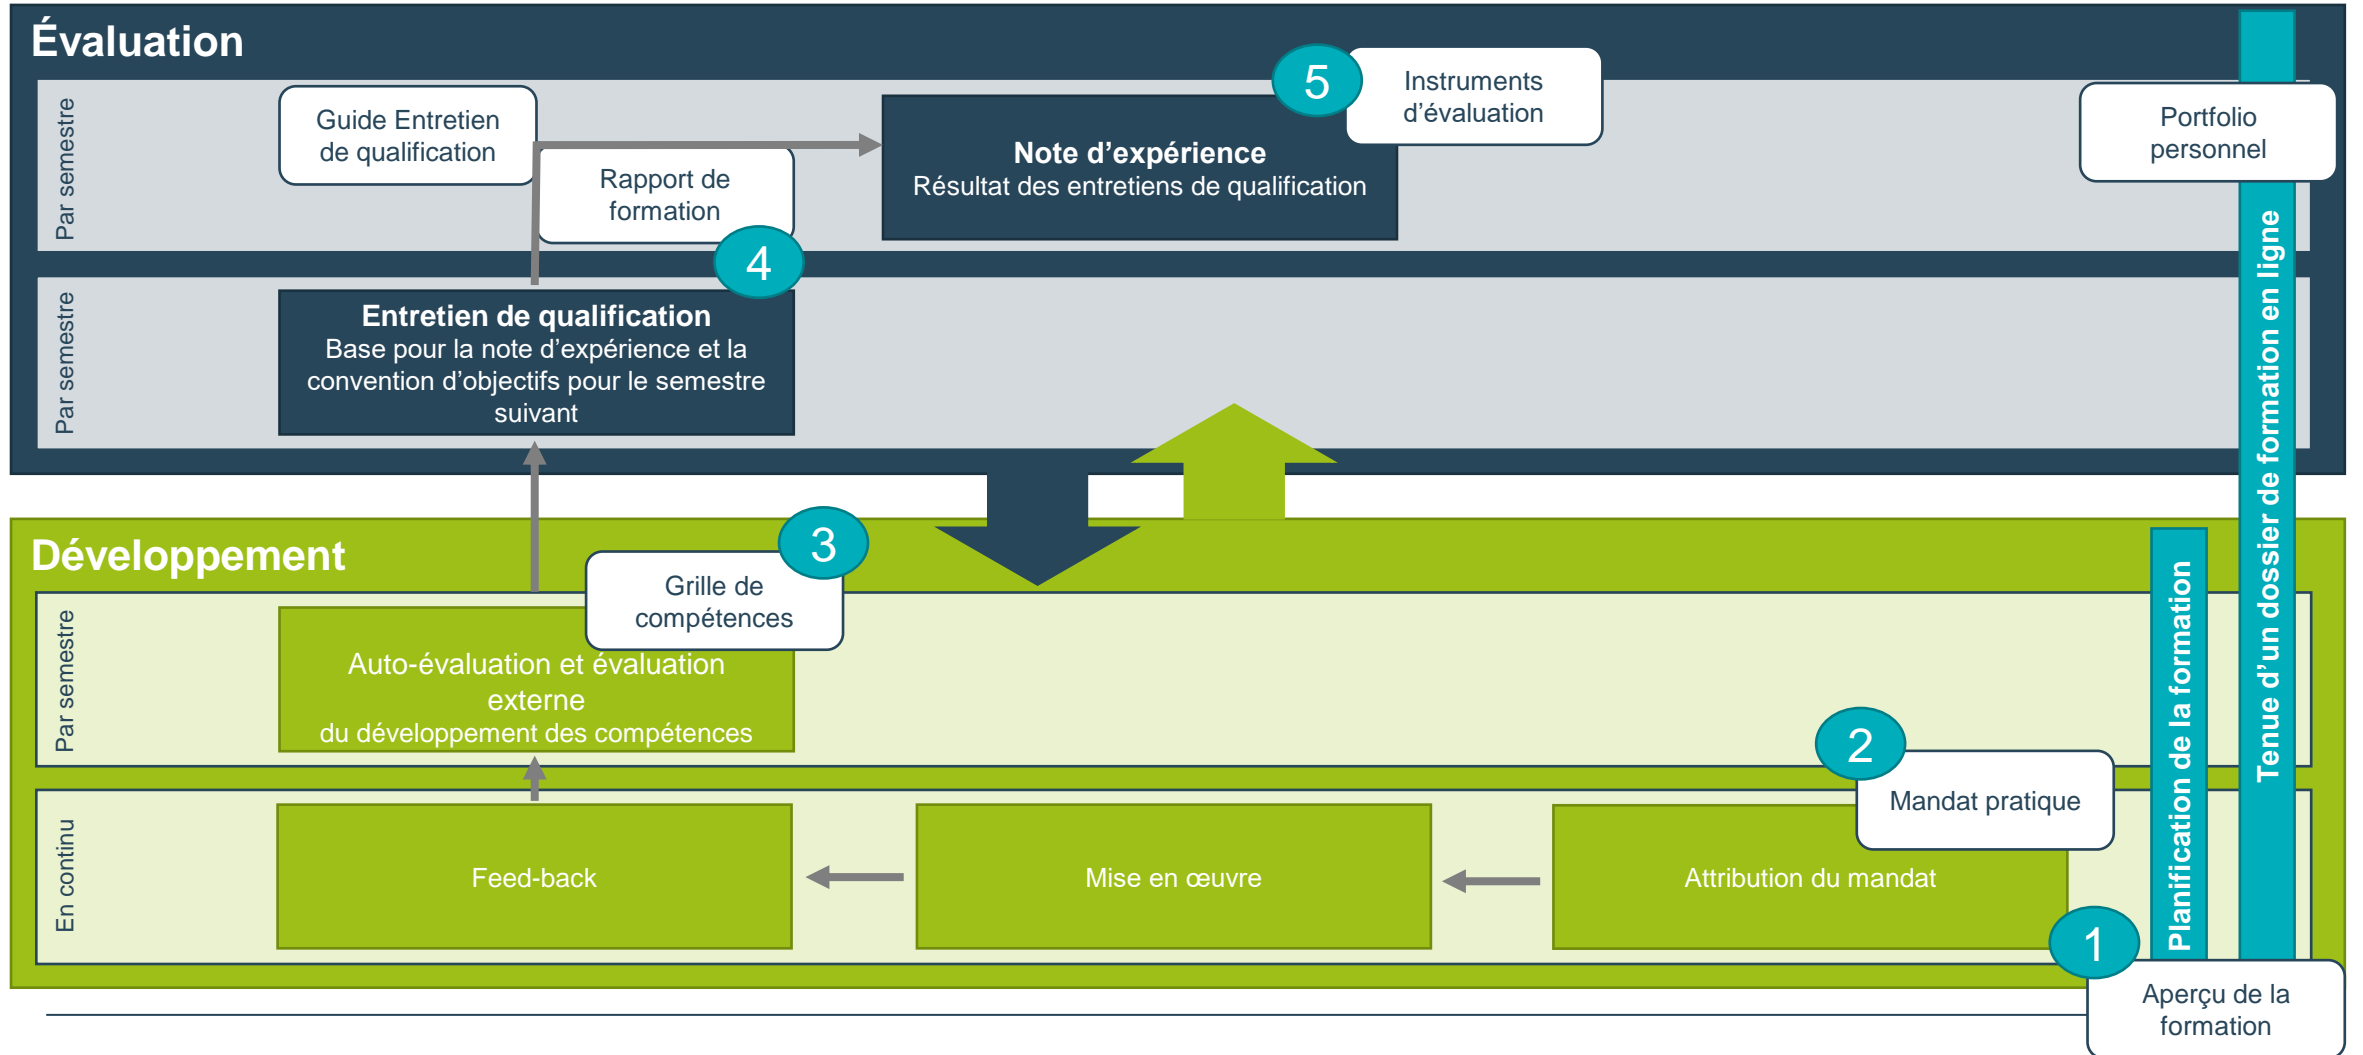 Évaluation
Par semestre
Guide Entretien
de qualification
Rapport de
formation
4
Note d’expérience
Résultat des entretiens de qualification
5
Instruments
d’évaluation
Portfolio
personnel
Par semestre
Entretien de qualification
Base pour la note d’expérience et la
convention d’objectifs pour le semestre
suivant
Tenue d’un dossier de formation en ligne
Développement
Par semestre
3
Grille de
compétences
Auto-évaluation et évaluation
externe
du développement des compétences
Planification de la formation
En continu
Feed-back
Mise en œuvre
2
Mandat pratique
Attribution du mandat
1
Aperçu de la
formation